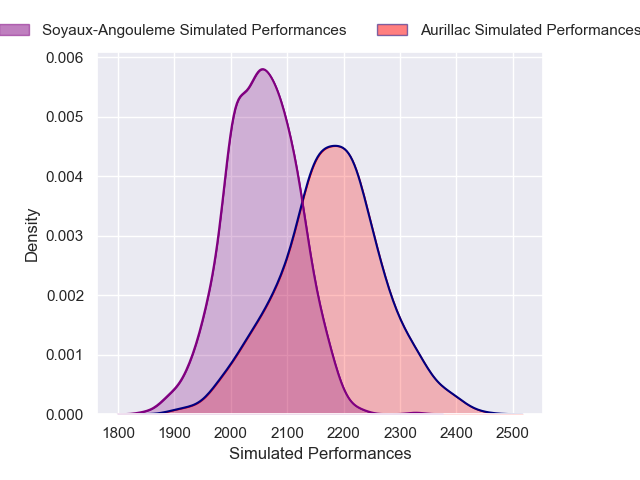 Soyaux-Angouleme Simulated Performances
Aurillac Simulated Performances
0.006
0.005
0.004
0.003
0.002
0.001
0.000
Density
1800 1900 2000 2100 2200 2300 2400 2500
Simulated Performances